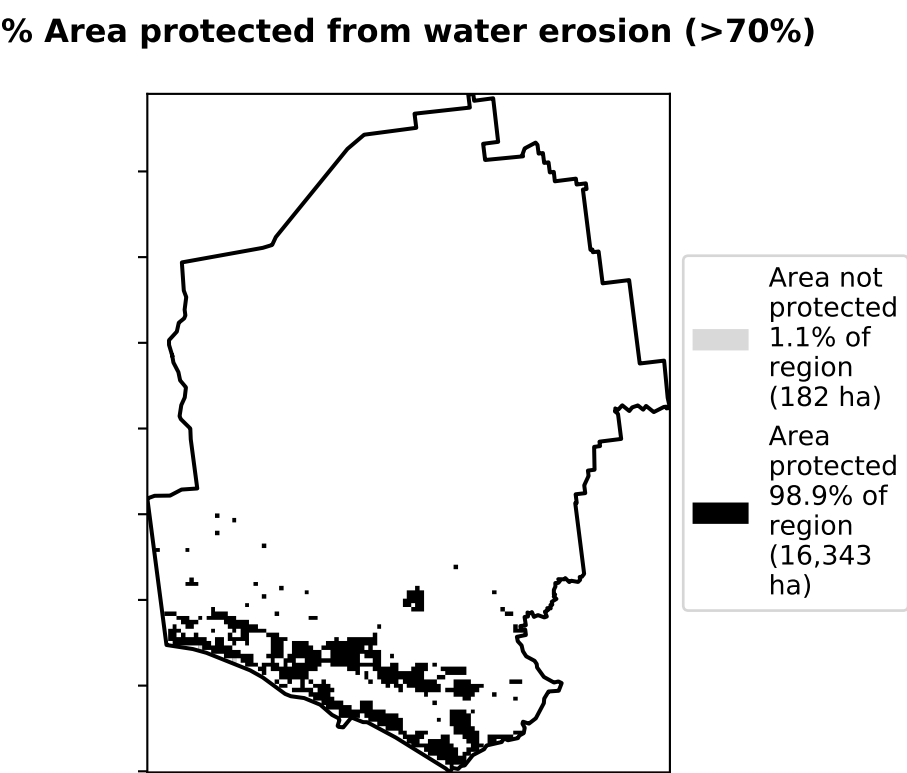 % Area protected from water erosion (>70%)
Area not
protected
1.1% of
region
(182 ha)
Area
protected
98.9% of
region
(16,343
ha)